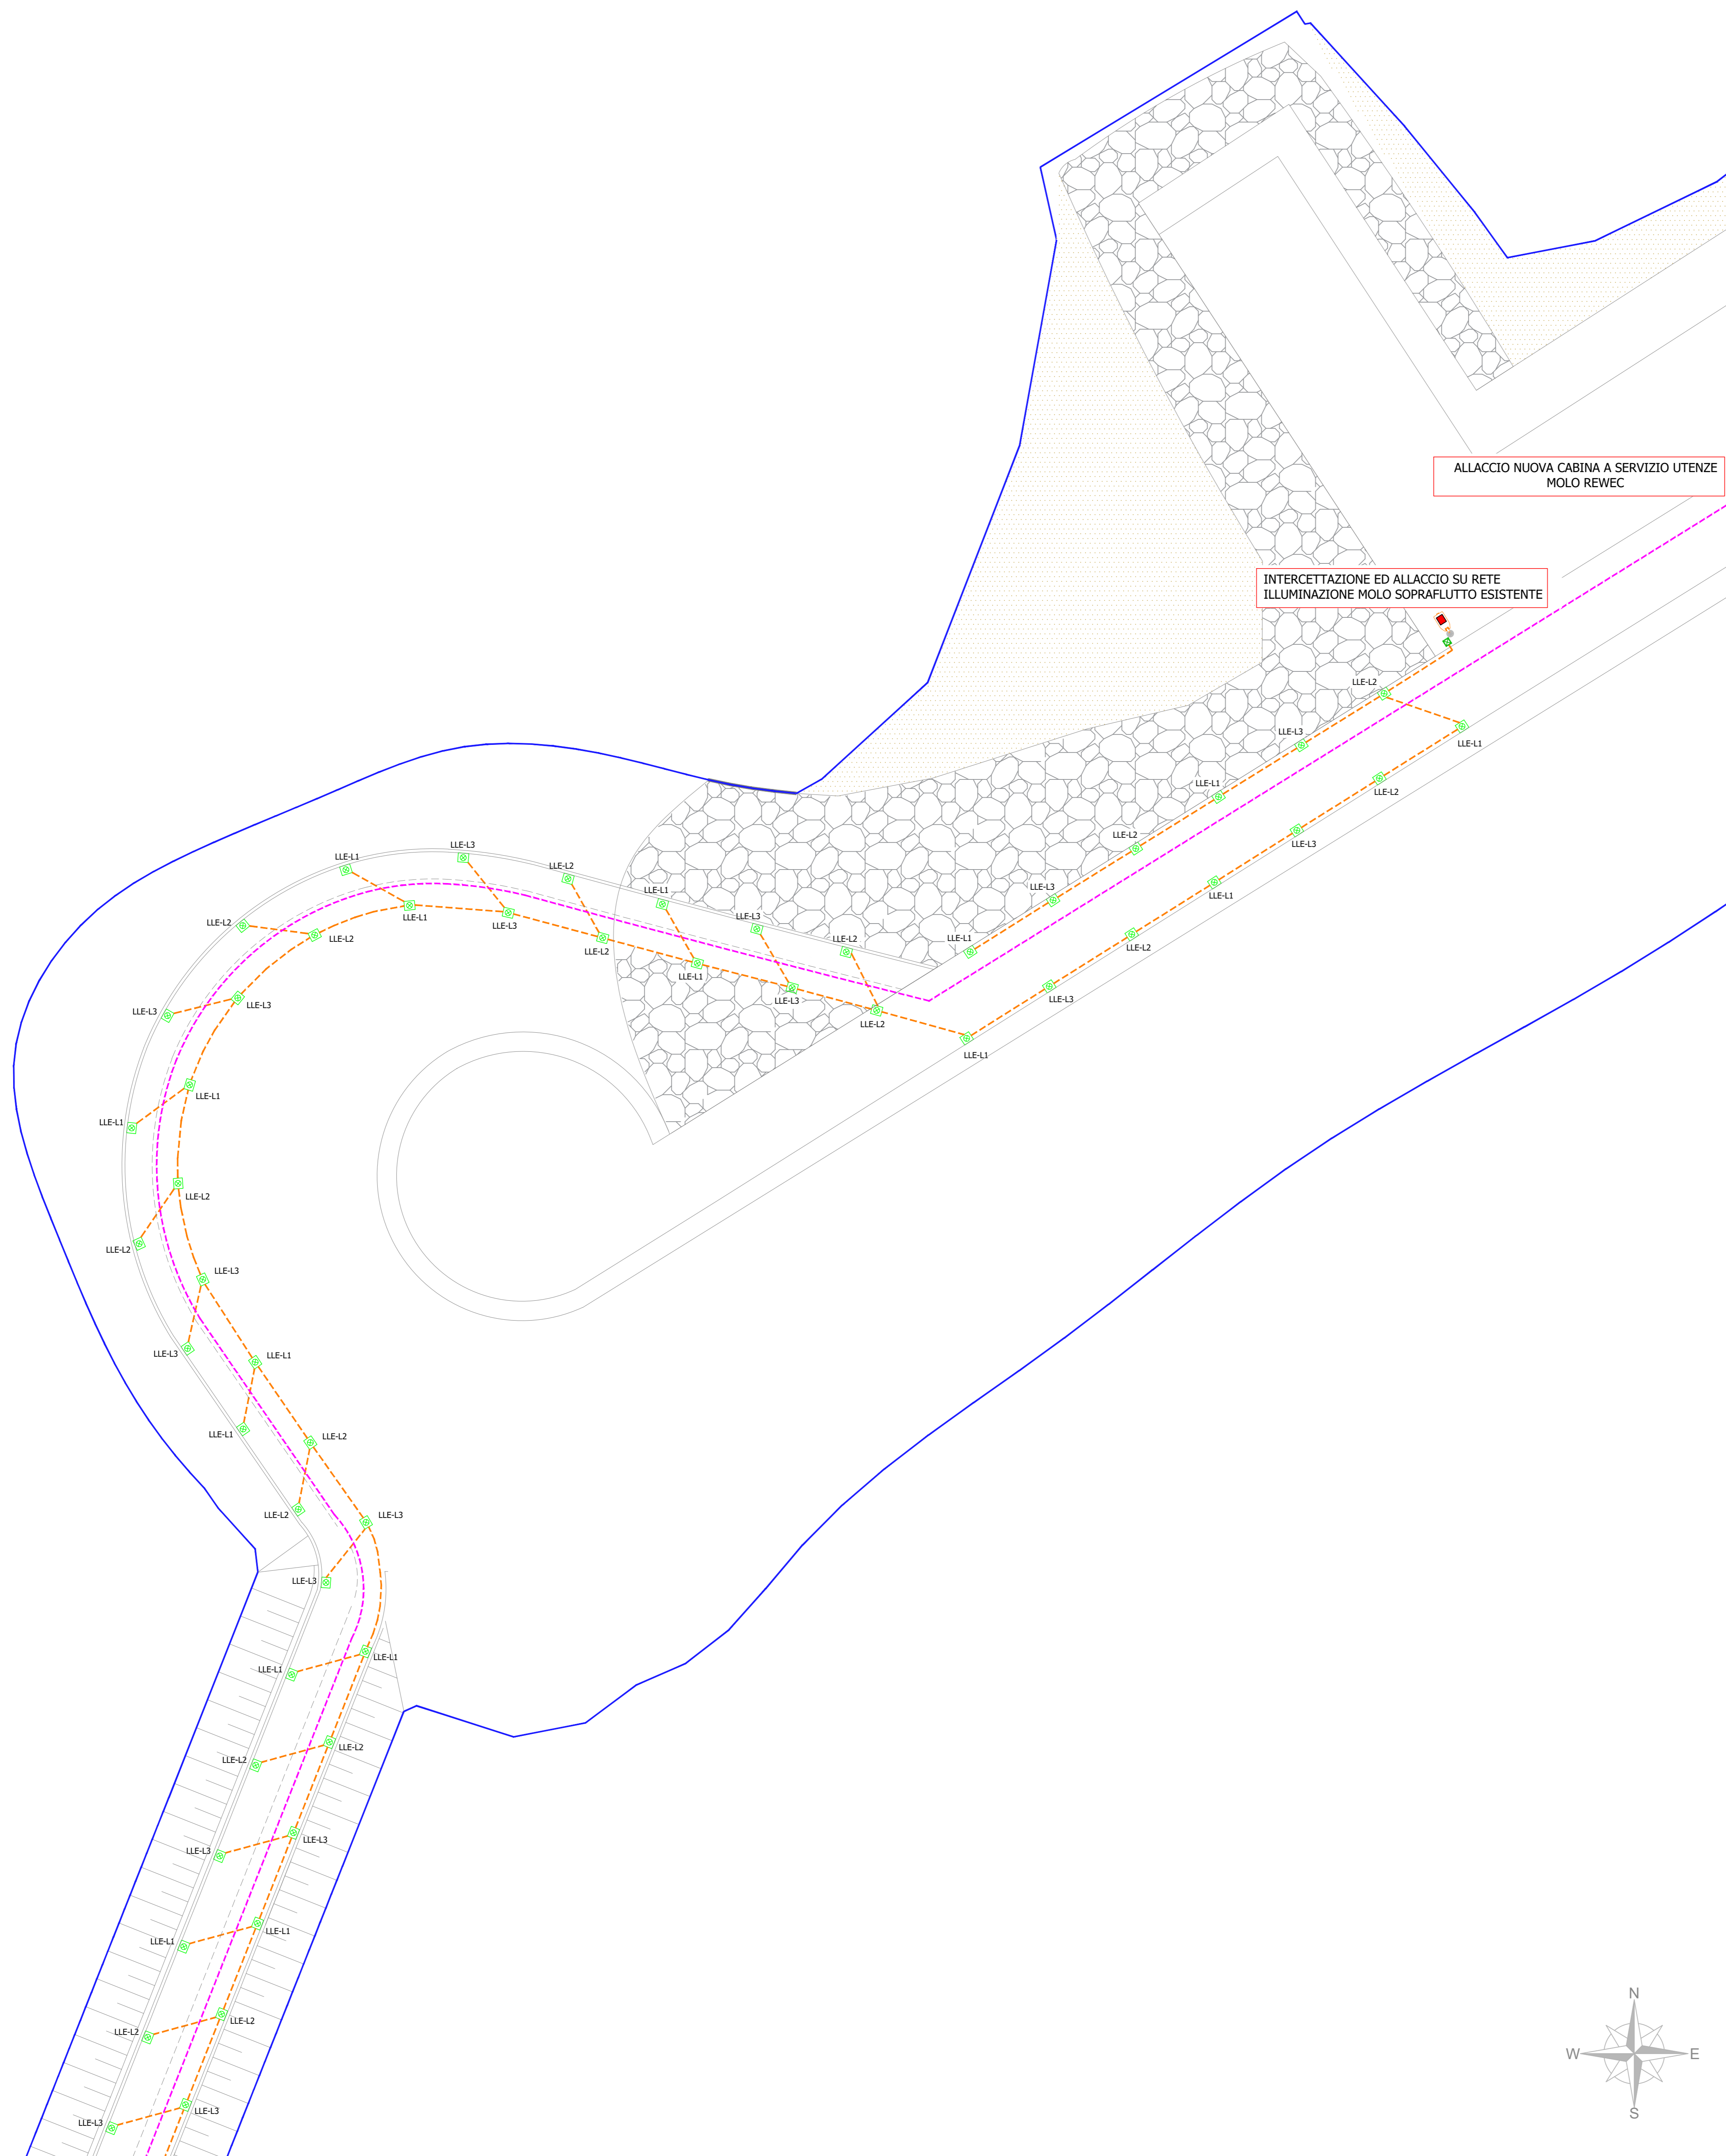 ALLACCIO NUOVA CABINA A SERVIZIO UTENZE
MOLO REWEC
INTERCETTAZIONE ED ALLACCIO SU RETE
ILLUMINAZIONE MOLO SOPRAFLUTTO ESISTENTE
LLE-L2
LLE-L1
LLE-L3
LLE-L2
LLE-L1
LLE-L3
LLE-L2
LLE-L1
LLE-L3
LLE-L2
LLE-L1
LLE-L3
LLE-L1
LLE-L3
LLE-L1
LLE-L2
LLE-L1
LLE-L3
LLE-L2
LLE-L1
LLE-L3
LLE-L2
LLE-L2
LLE-L1
LLE-L3
LLE-L2
LLE-L3
LLE-L3
LLE-L1
LLE-L1
LLE-L2
LLE-L2
LLE-L3
LLE-L3
LLE-L1
LLE-L1
LLE-L2
LLE-L2
LLE-L3
LLE-L3
LLE-L1
LLE-L1
LLE-L2
LLE-L2
LLE-L3
LLE-L3
LLE-L1
LLE-L1
LLE-L2
LLE-L2
LLE-L3
LLE-L3
N
W
E
S